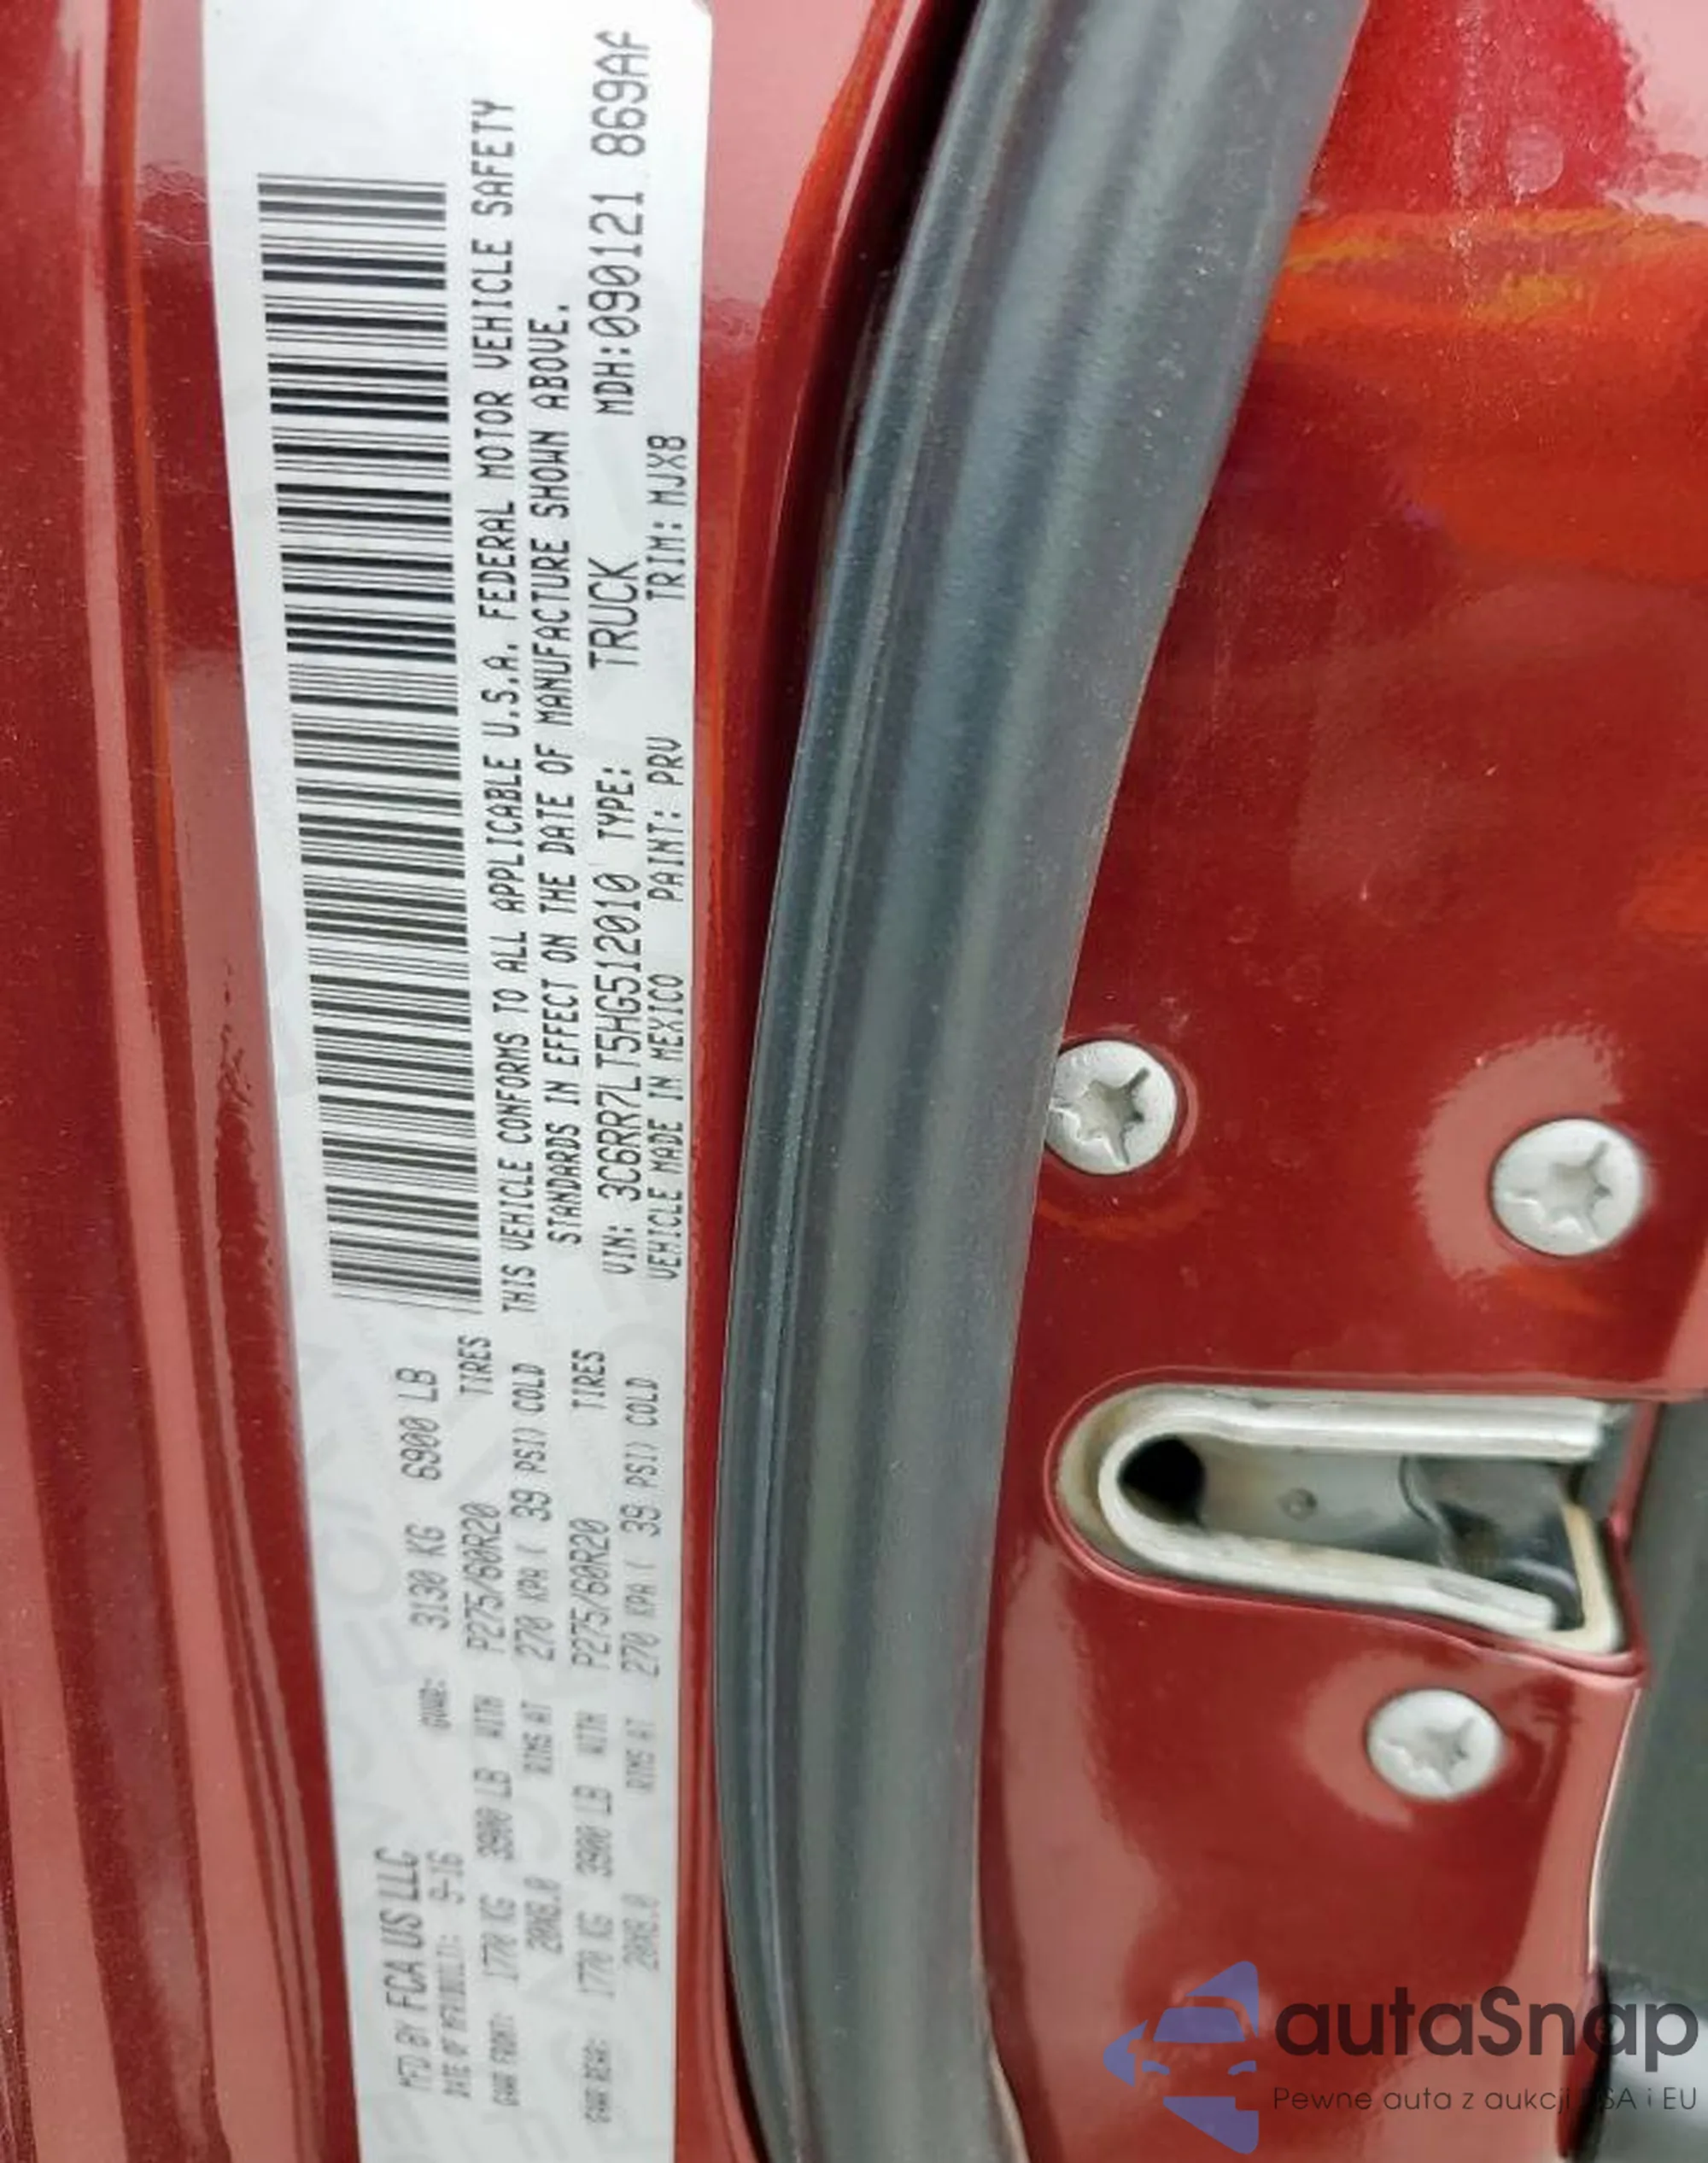 MFD BY FCA US LLC
DATE OF MFR(BUILT): 9-16
GVWR: 3130 KG 6900 LB
GAWR FRONT: 1770 KG 3900 LB WITH P275/60R20 TIRES
20X8.0 RIMS AT 270 KPA ( 39 PSI) COLD
GAWR REAR: 1770 KG 3900 LB WITH P275/60R20 TIRES
20X8.0 RIMS AT 270 KPA ( 39 PSI) COLD
THIS VEHICLE CONFORMS TO ALL APPLICABLE U.S.A. FEDERAL MOTOR VEHICLE SAFETY
STANDARDS IN EFFECT ON THE DATE OF MANUFACTURE SHOWN ABOVE.
VIN: 3C6RR7LT5HG512010 TYPE: TRUCK MDH:090121 869AF
VEHICLE MADE IN MEXICO PAINT: PRV TRIM: MJX8
autaSnap
Pewne auta z aukcji USA i EU